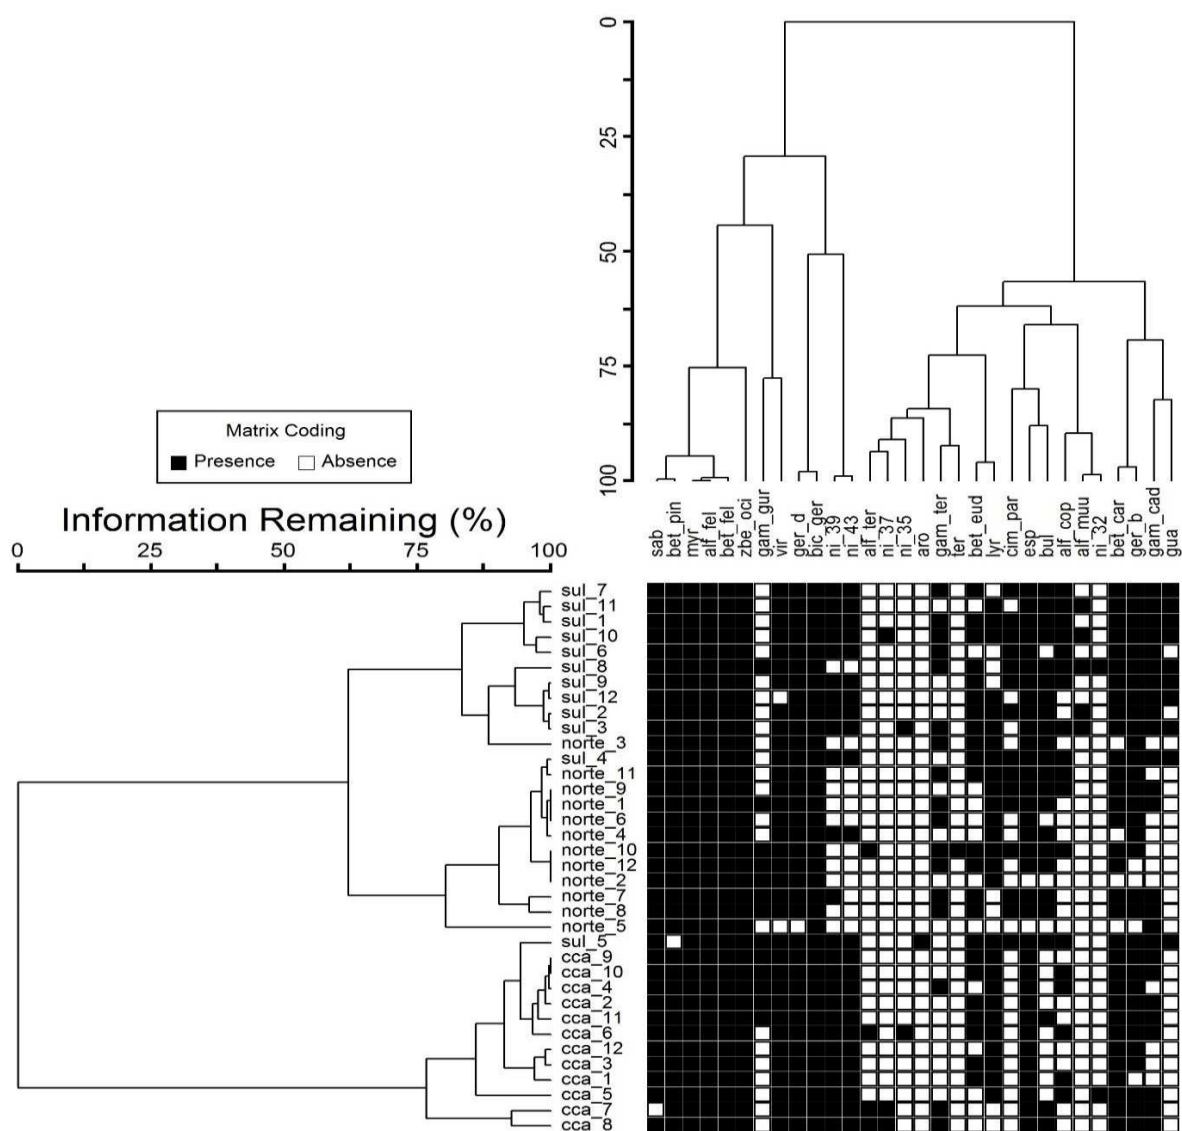 0
25
50
75
100
Matrix Coding
Presence Absence
Information Remaining (%)
0 25 50 75 100
sab
bet_pin
myr
alf_fel
bet_fel
zbe_oci
gam_gur
vir
ger_d
bic_ger
ni_39
ni_43
alf_ter
ni_37
ni_35
aro
gam_ter
ter
bet_eud
lyr
cim_par
esp
bul
alf_cop
alf_muu
ni_32
bet_car
ger_b
gam_cad
gua
sul_7
sul_11
sul_1
sul_10
sul_6
sul_8
sul_9
sul_12
sul_2
sul_3
norte_3
sul_4
norte_11
norte_9
norte_1
norte_6
norte_4
norte_10
norte_12
norte_2
norte_7
norte_8
norte_5
sul_5
cca_9
cca_10
cca_4
cca_2
cca_11
cca_6
cca_12
cca_3
cca_1
cca_5
cca_7
cca_8